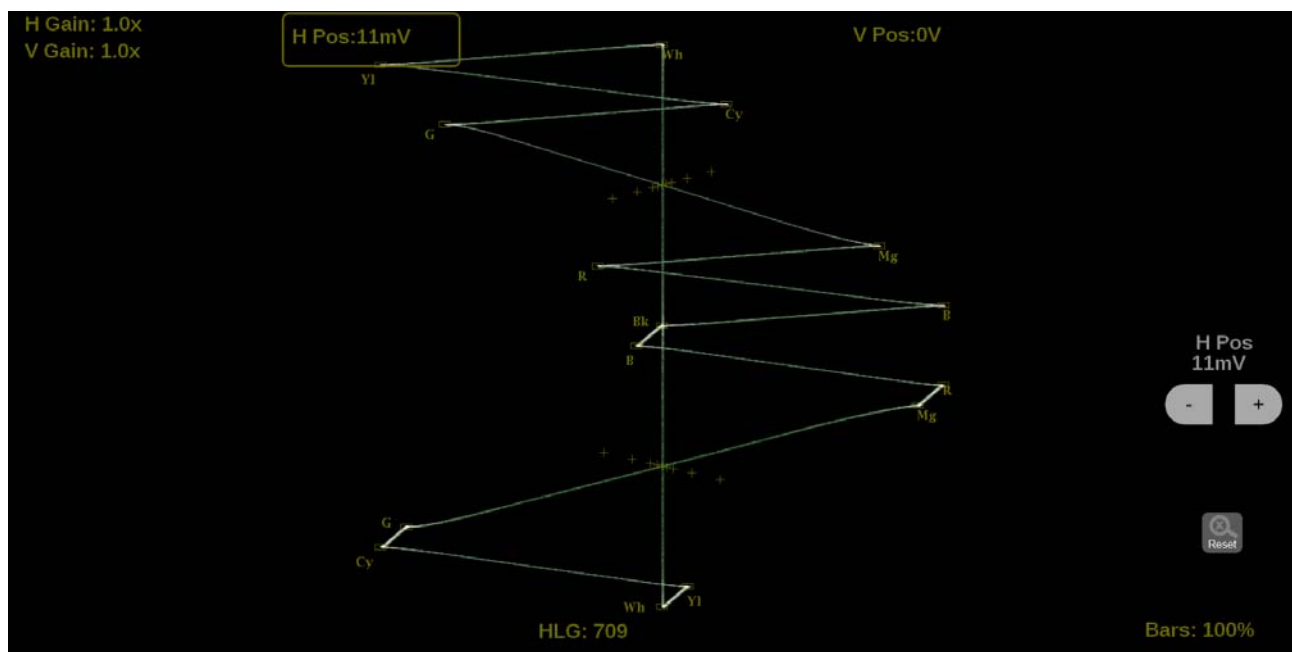 H Gain: 1.0x
V Gain: 1.0x
H Pos:11mV
V Pos:0V
Wh
Yl
Cy
G
Mg
R
B
Bk
B
R
Mg
G
Cy
Yl
Wh
H Pos
11mV
-
+
Reset
HLG: 709
Bars: 100%